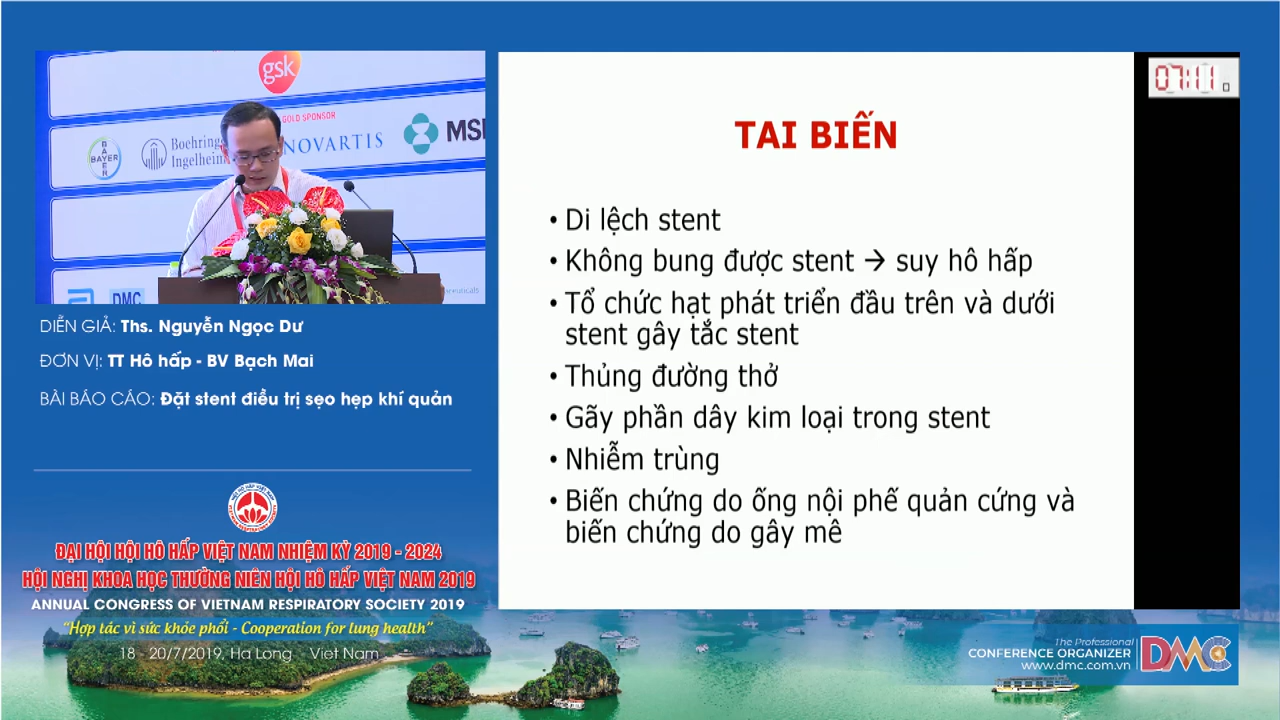 gsk
GOLD SPONSOR
BAYER
BAYER
Boehringe
Ingelheim
NOVARTIS
DMC
ceuticals
DIỄN GIẢ: Ths. Nguyễn Ngọc Dư
ĐƠN VỊ: TT Hô hấp - BV Bạch Mai
BÀI BÁO CÁO: Đặt stent điều trị sẹo hẹp khí quản
ĐẠI HỘI HỘI HÔ HẤP VIỆT NAM NHIỆM KỲ 2019 - 2024
HỘI NGHỊ KHOA HỌC THƯỜNG NIÊN HỘI HÔ HẤP VIỆT NAM 2019
ANNUAL CONGRESS OF VIETNAM RESPIRATORY SOCIETY 2019
“Hợp tác vì sức khỏe phổi - Cooperation for lung health”
18 - 20/7/2019, Ha Long Viet Nam
07:11
TAI BIẾN
• Di lệch stent
• Không bung được stent → suy hô hấp
• Tổ chức hạt phát triển đầu trên và dưới
stent gây tắc stent
• Thủng đường thở
• Gãy phần dây kim loại trong stent
• Nhiễm trùng
• Biến chứng do ống nội phế quản cứng và
biến chứng do gây mê
The Professional
CONFERENCE ORGANIZER
www.dmc.com.vn
DMC